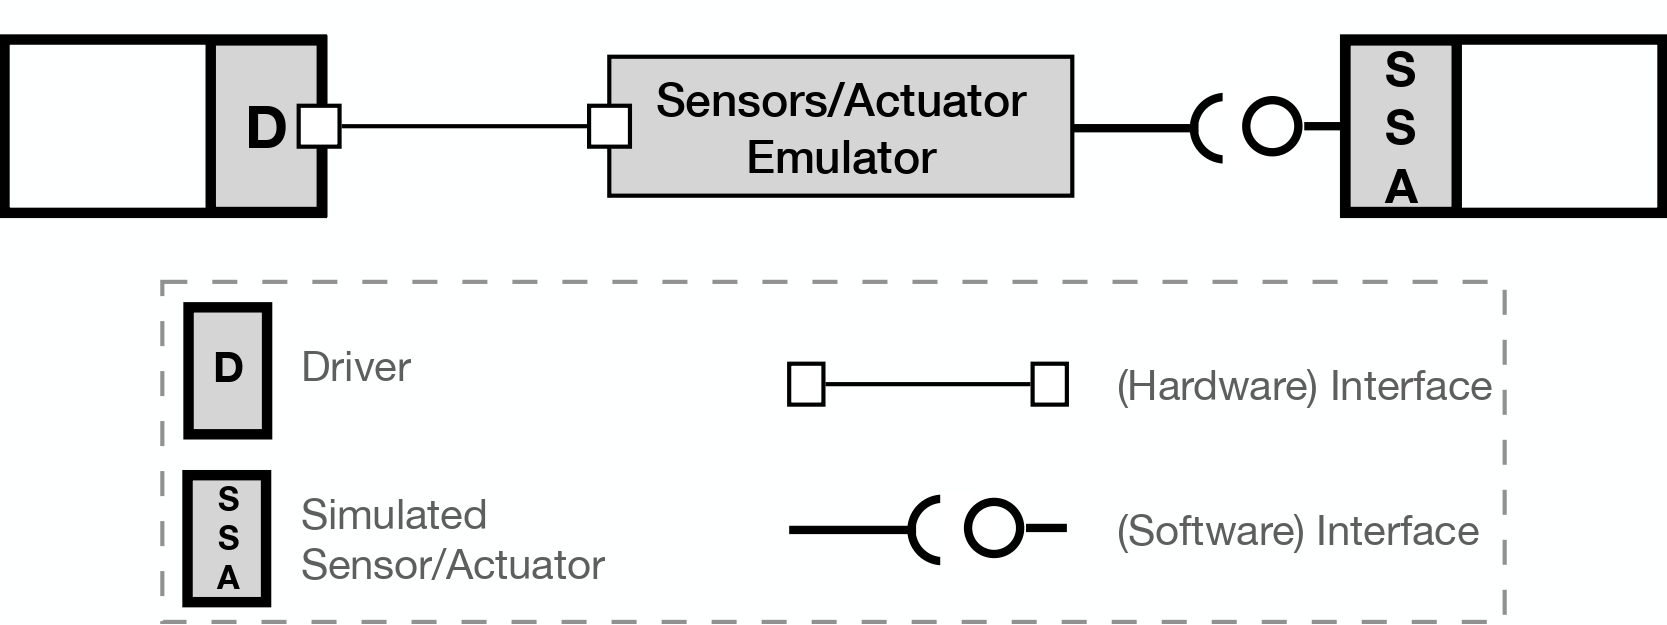 D
Sensors/Actuator
Emulator
S
S
A
D
Driver
(Hardware) Interface
S
S
A
Simulated
Sensor/Actuator
(Software) Interface